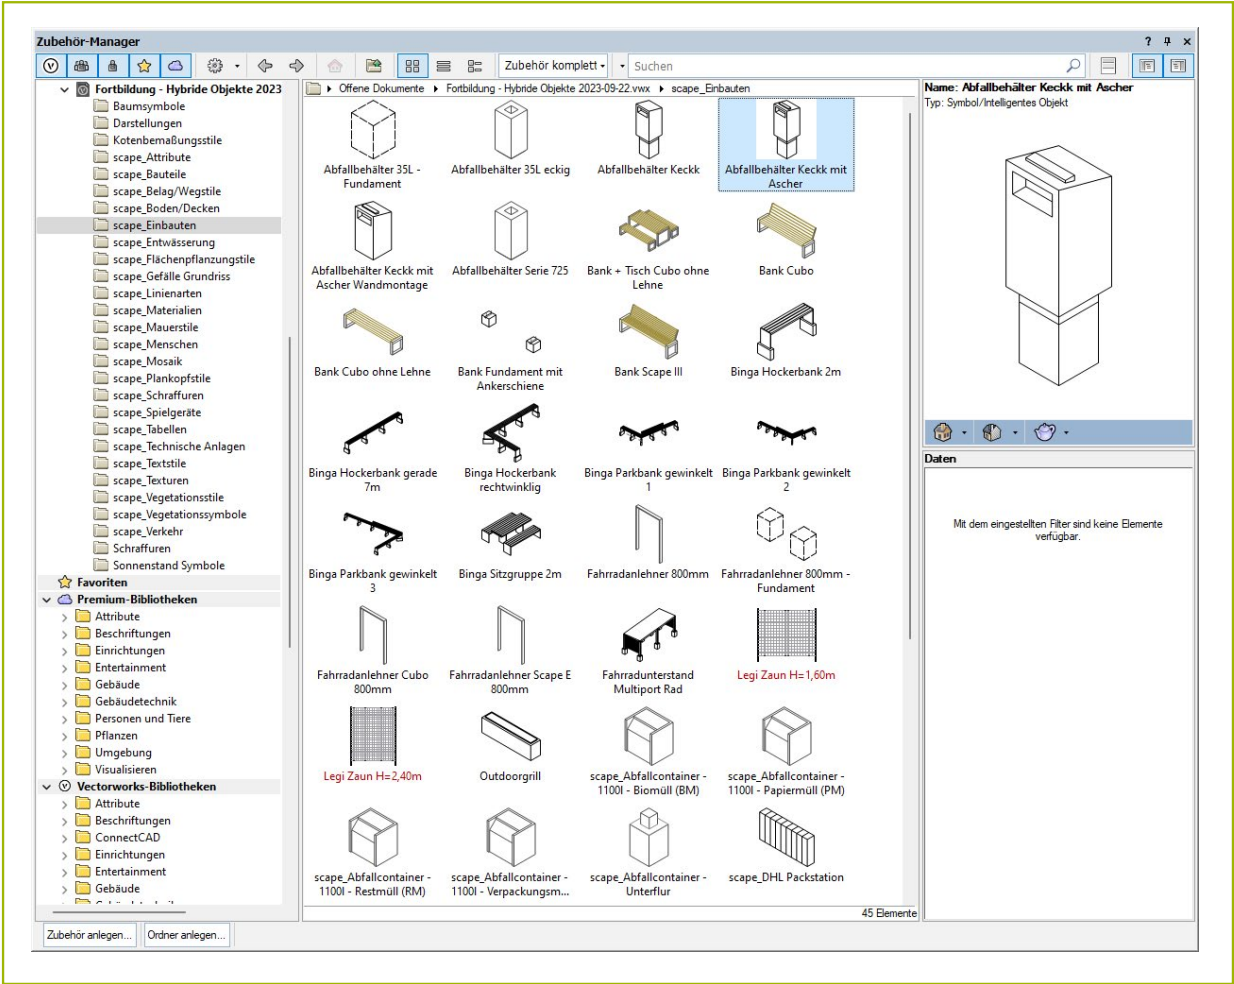 Zubehör-Manager
Zubehör komplett
Suchen
Fortbildung - Hybride Objekte 2023
Baumsymbole
Darstellungen
Kotenbemaßungsstile
scape_Attribute
scape_Bauteile
scape_Belag/Wegstile
scape_Boden/Decken
scape_Einbauten
scape_Entwässerung
scape_Flächenpflanzungstile
scape_Gefälle Grundriss
scape_Linienarten
scape_Materialien
scape_Mauerstile
scape_Menschen
scape_Mosaik
scape_Plankopfstile
scape_Schraffuren
scape_Spielgeräte
scape_Tabellen
scape_Technische Anlagen
scape_Textstile
scape_Texturen
scape_Vegetationsstile
scape_Vegetationssymbole
scape_Verkehr
Schraffuren
Sonnenstand Symbole
Favoriten
Premium-Bibliotheken
Attribute
Beschriftungen
Einrichtungen
Entertainment
Gebäude
Gebäudetechnik
Personen und Tiere
Pflanzen
Umgebung
Visualisieren
Vectorworks-Bibliotheken
Attribute
Beschriftungen
ConnectCAD
Einrichtungen
Entertainment
Gebäude
Zubehör anlegen...
Ordner anlegen...
Offene Dokumente
Fortbildung - Hybride Objekte 2023-09-22.vwx
scape_Einbauten
Abfallbehälter 35L -
Fundament
Abfallbehälter 35L eckig
Abfallbehälter Keckk
Abfallbehälter Keckk mit
Ascher
Abfallbehälter Keckk mit
Ascher Wandmontage
Abfallbehälter Serie 725
Bank + Tisch Cubo ohne
Lehne
Bank Cubo
Bank Cubo ohne Lehne
Bank Fundament mit
Ankerschiene
Bank Scape III
Binga Hockerbank 2m
Binga Hockerbank gerade
7m
Binga Hockerbank
rechtwinklig
Binga Parkbank gewinkelt
1
Binga Parkbank gewinkelt
2
Binga Parkbank gewinkelt
3
Binga Sitzgruppe 2m
Fahrradanlehner 800mm
Fahrradanlehner 800mm -
Fundament
Fahrradanlehner Cubo
800mm
Fahrradanlehner Scape E
800mm
Fahrradunterstand
Multiport Rad
Legi Zaun H=1,60m
Legi Zaun H=2,40m
Outdoorgrill
scape_Abfallcontainer -
1100l - Biomüll (BM)
scape_Abfallcontainer -
1100l - Papiermüll (PM)
scape_Abfallcontainer -
1100l - Restmüll (RM)
scape_Abfallcontainer -
1100l - Verpackungsm...
scape_Abfallcontainer -
Unterflur
scape_DHL Packstation
45 Elemente
Name: Abfallbehälter Keckk mit Ascher
Typ: Symbol/Intelligentes Objekt
Daten
Mit dem eingestellten Filter sind keine Elemente
verfügbar.